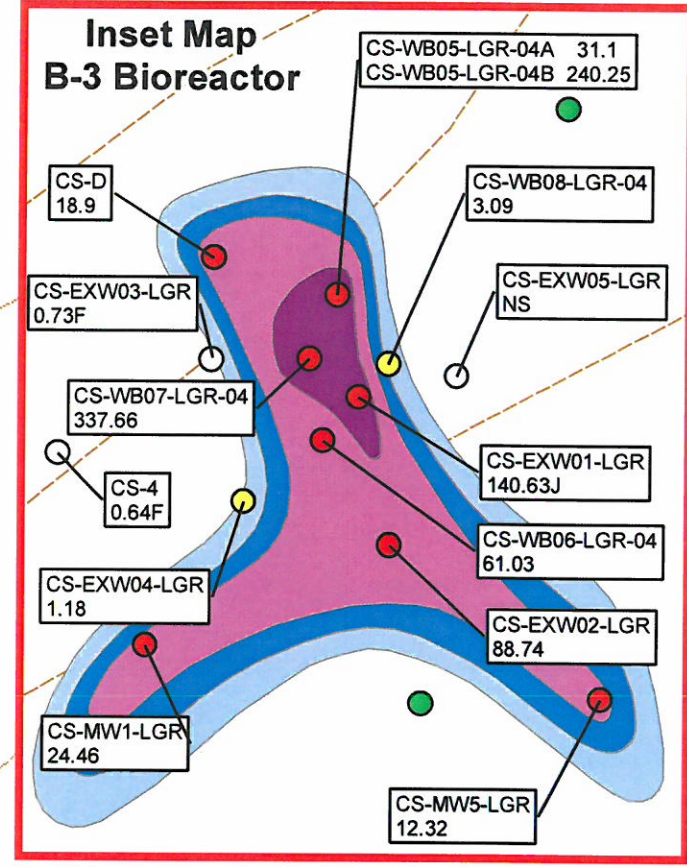 Inset Map
B-3 Bioreactor
CS-WB05-LGR-04A 31.1
CS-WB05-LGR-04B 240.25
CS-D
18.9
CS-WB08-LGR-04
3.09
CS-EXW03-LGR
0.73F
CS-EXW05-LGR
NS
CS-WB07-LGR-04
337.66
CS-EXW01-LGR
140.63J
CS-4
0.64F
CS-WB06-LGR-04
61.03
CS-EXW04-LGR
1.18
CS-EXW02-LGR
88.74
CS-MW1-LGR
24.46
CS-MW5-LGR
12.32